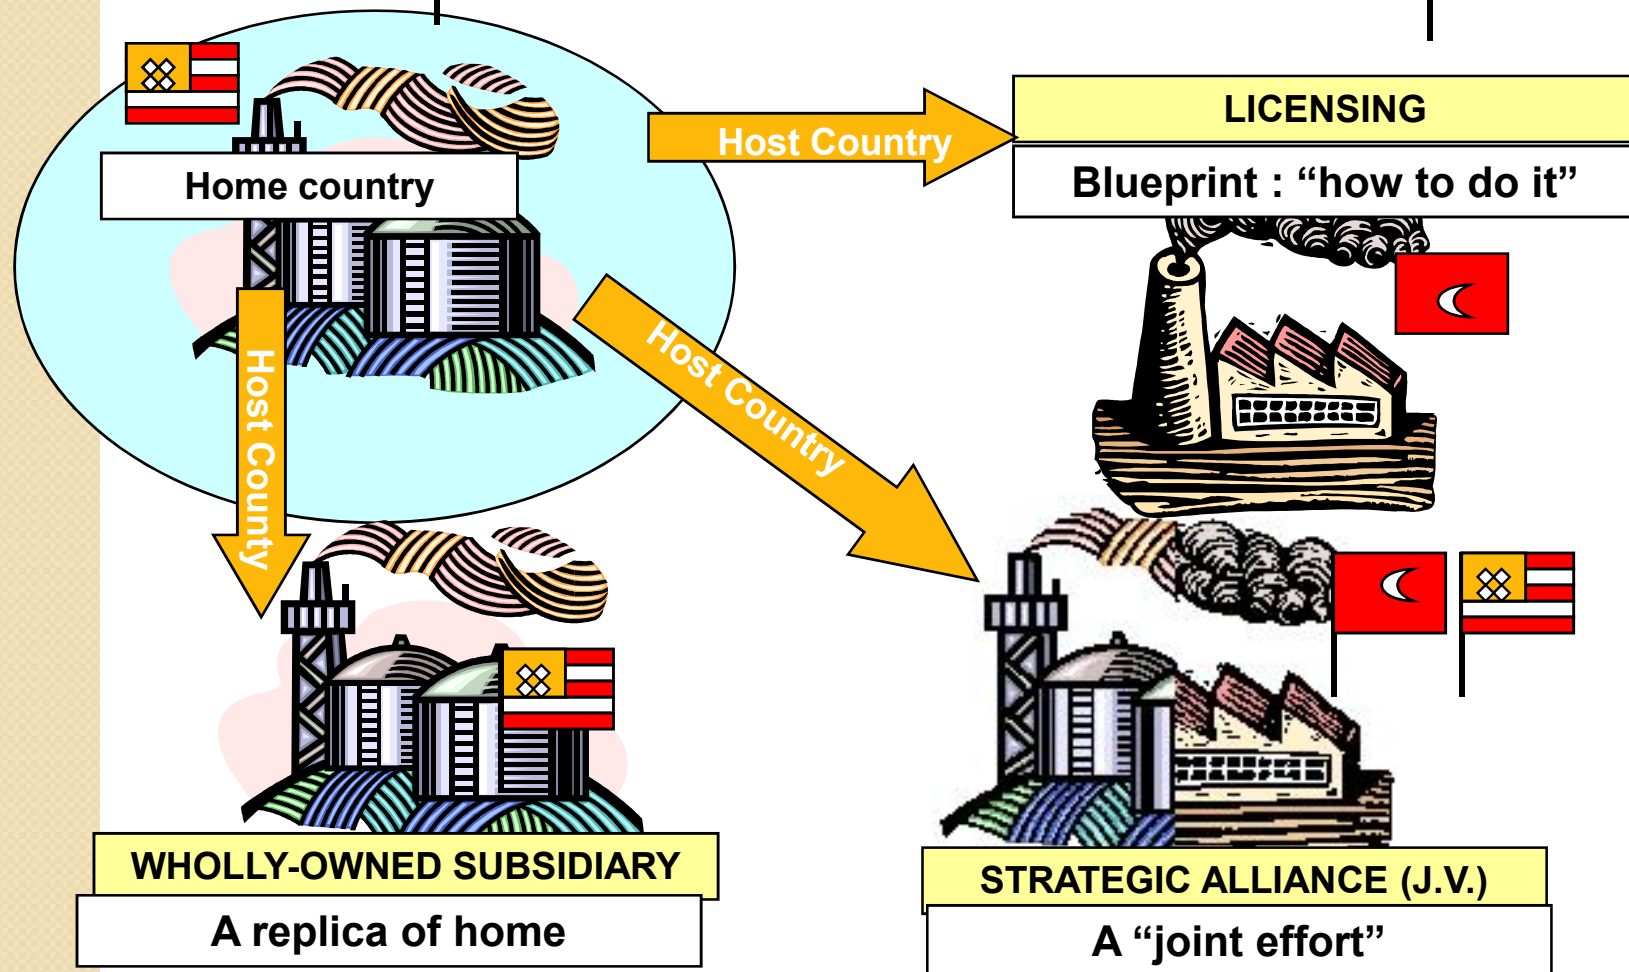 Home country
Host Country
LICENSING
Blueprint : “how to do it”
Host County
Host Country
WHOLLY-OWNED SUBSIDIARY
A replica of home
STRATEGIC ALLIANCE (J.V.)
A “joint effort”